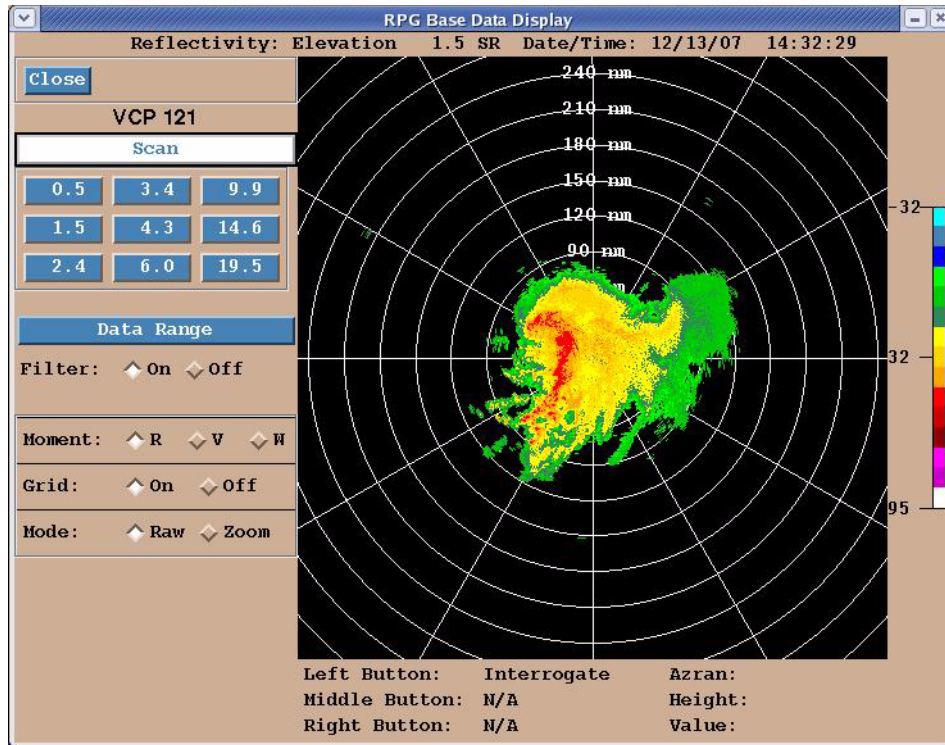 RPG Base Data Display
Reflectivity: Elevation 1.5 SR Date/Time: 12/13/07 14:32:29
Close
VCP 121
Scan
0.5 3.4 9.9
1.5 4.3 14.6
2.4 6.0 19.5
Data Range
Filter: On Off
Moment: R V W
Grid: On Off
Mode: Raw Zoom
240 nm
210 nm
180 nm
150 nm
120 nm
90 nm
nm
-32
32
95
Left Button: Interrogate Azran:
Middle Button: N/A Height:
Right Button: N/A Value: